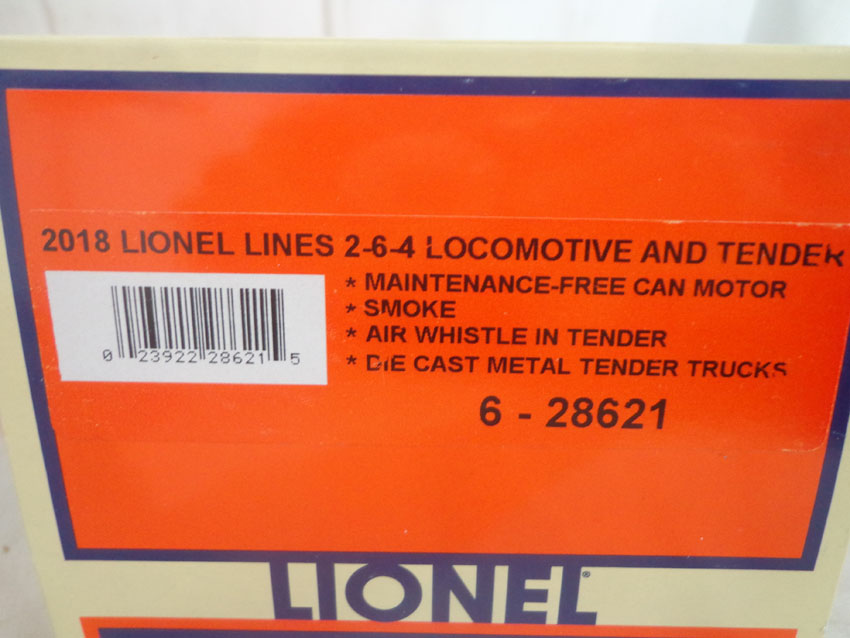 2018 LIONEL LINES 2-6-4 LOCOMOTIVE AND TENDER
* MAINTENANCE-FREE CAN MOTOR
* SMOKE
* AIR WHISTLE IN TENDER
* DIE CAST METAL TENDER TRUCKS
0 23922 28621 5
6 - 28621
LIONEL®